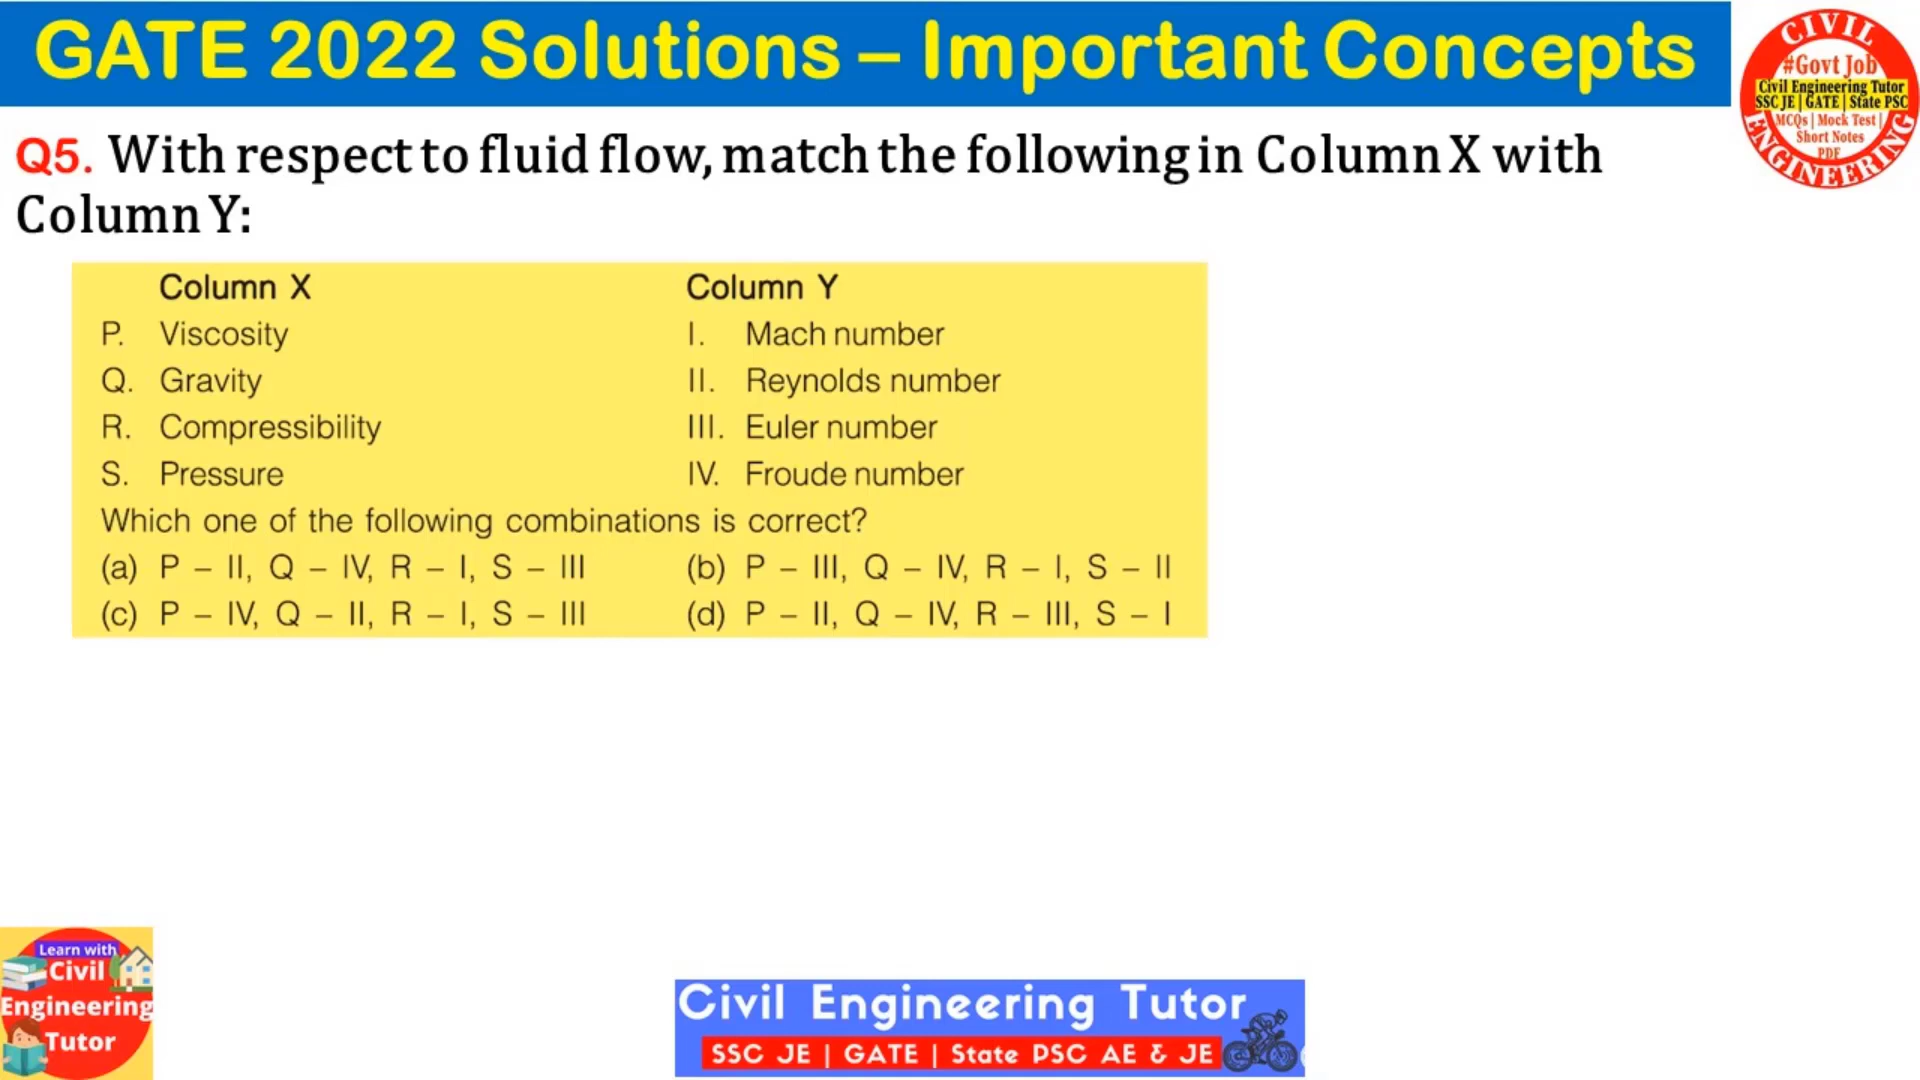 GATE 2022 Solutions – Important Concepts
CIVIL
#Govt Job
Civil Engineering Tutor
SSC JE | GATE | State PSC
MCQs | Mock Test |
Short Notes
PDF
ENGINEERING
Q5. With respect to fluid flow, match the following in Column X with
Column Y:
Column X Column Y
P. Viscosity I. Mach number
Q. Gravity II. Reynolds number
R. Compressibility III. Euler number
S. Pressure IV. Froude number
Which one of the following combinations is correct?
(a) P – II, Q – IV, R – I, S – III (b) P – III, Q – IV, R – I, S – II
(c) P – IV, Q – II, R – I, S – III (d) P – II, Q – IV, R – III, S – I
Learn with
Civil
Engineering
Tutor
Civil Engineering Tutor
SSC JE | GATE | State PSC AE & JE